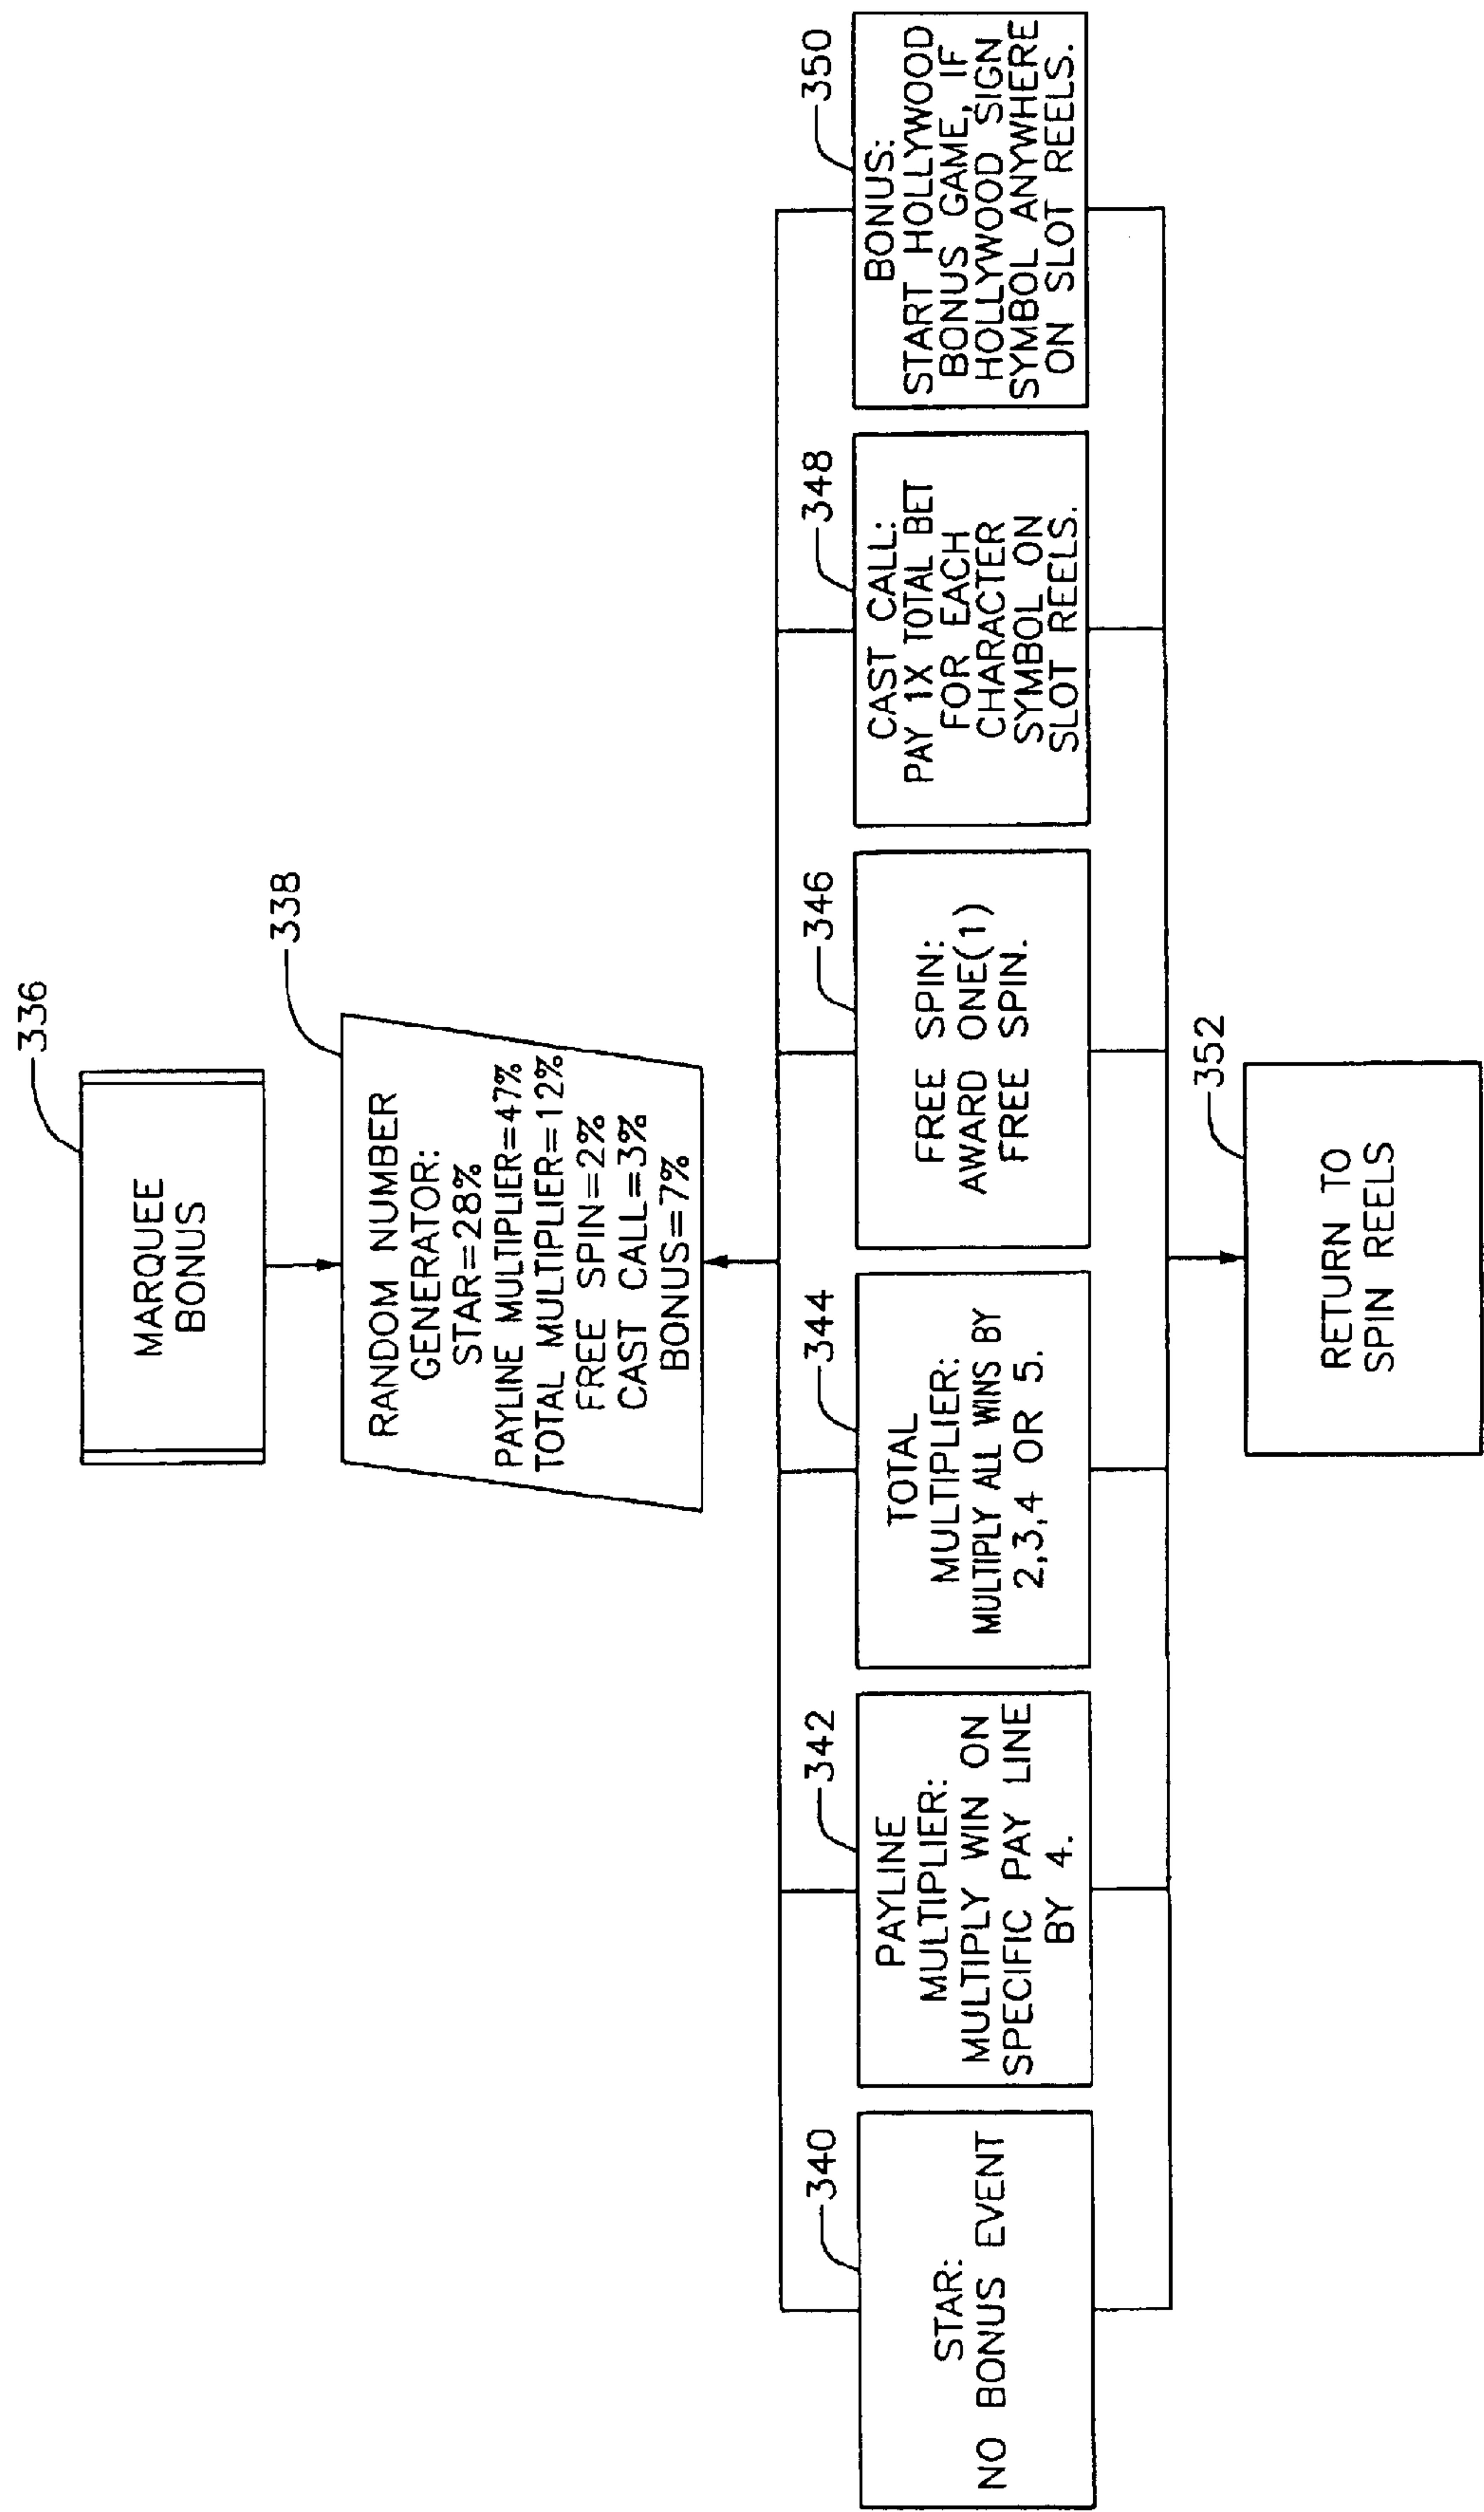 336
MARQUEE
BONUS
338
RANDOM NUMBER
GENERATOR:
STAR=28%
PAYLINE MULTIPLIER=47%
TOTAL MULTIPLIER=12%
FREE SPIN=2%
CAST CALL=3%
BONUS=7%
340
STAR:
NO BONUS EVENT
342
PAYLINE
MULTIPLIER:
MULTIPLY WIN ON
SPECIFIC PAY LINE
BY 4.
344
TOTAL
MULTIPLIER:
MULTIPLY ALL WINS BY
2,3,4 OR 5.
346
FREE SPIN:
AWARD ONE(1)
FREE SPIN.
348
CAST CALL:
PAY 1X TOTAL BET
FOR EACH
CHARACTER
SYMBOL ON
SLOT REELS.
350
BONUS:
START HOLLYWOOD
BONUS GAME, IF
HOLLYWOOD SIGN
SYMBOL ANYWHERE
ON SLOT REELS.
352
RETURN TO
SPIN REELS